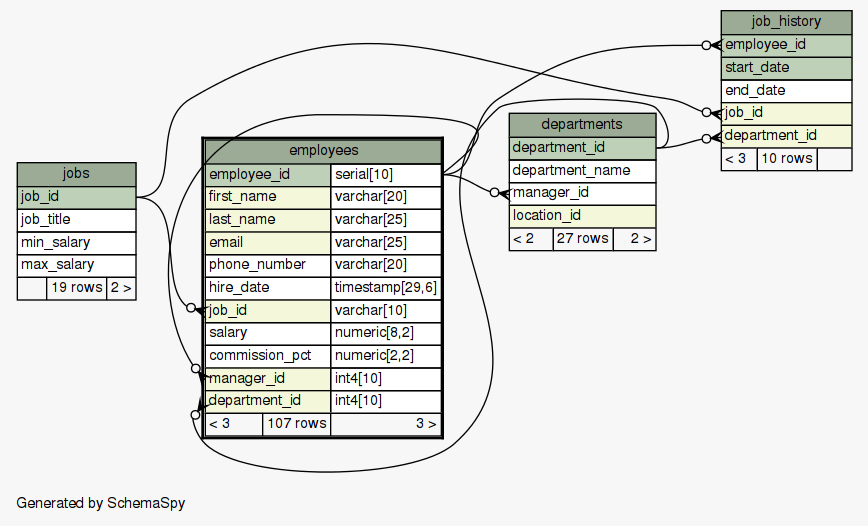 job_history
employee_id
start_date
end_date
job_id
department_id
< 3 10 rows
departments
department_id
department_name
manager_id
location_id
< 2 27 rows 2 >
employees
employee_id serial[10]
first_name varchar[20]
last_name varchar[25]
email varchar[25]
phone_number varchar[20]
hire_date timestamp[29,6]
job_id varchar[10]
salary numeric[8,2]
commission_pct numeric[2,2]
manager_id int4[10]
department_id int4[10]
< 3 107 rows 3 >
jobs
job_id
job_title
min_salary
max_salary
19 rows 2 >
Generated by SchemaSpy